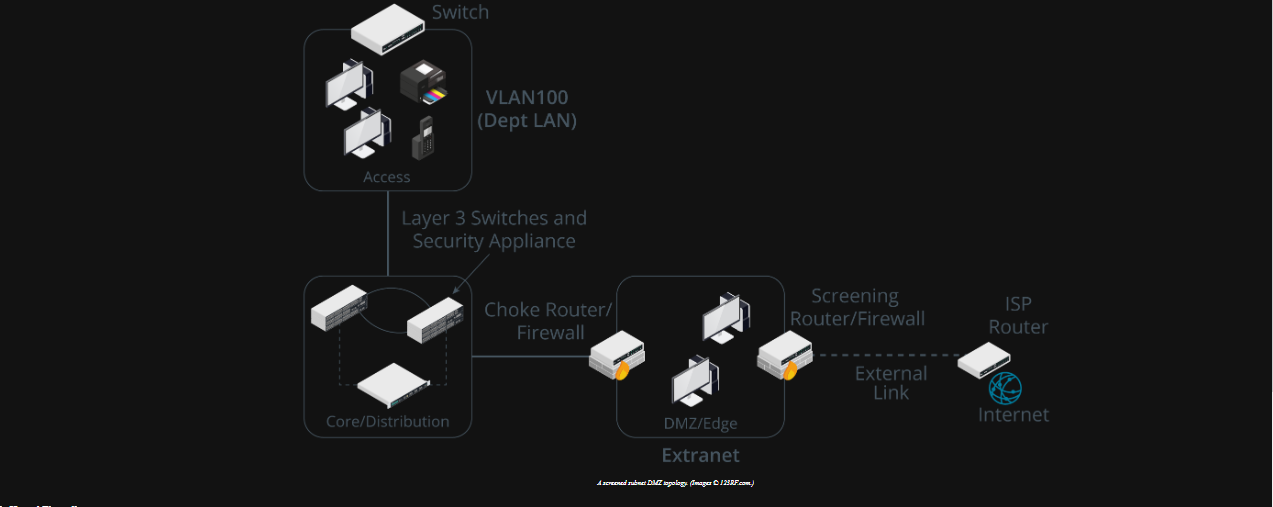 Switch
VLAN100
(Dept LAN)
Access
Layer 3 Switches and
Security Appliance
Choke Router/
Firewall
Screening
Router/Firewall
ISP
Router
External
Link
Internet
Core/Distribution
DMZ/Edge
Extranet
A screened subnet DMZ topology. (Images © 123RF.com.)